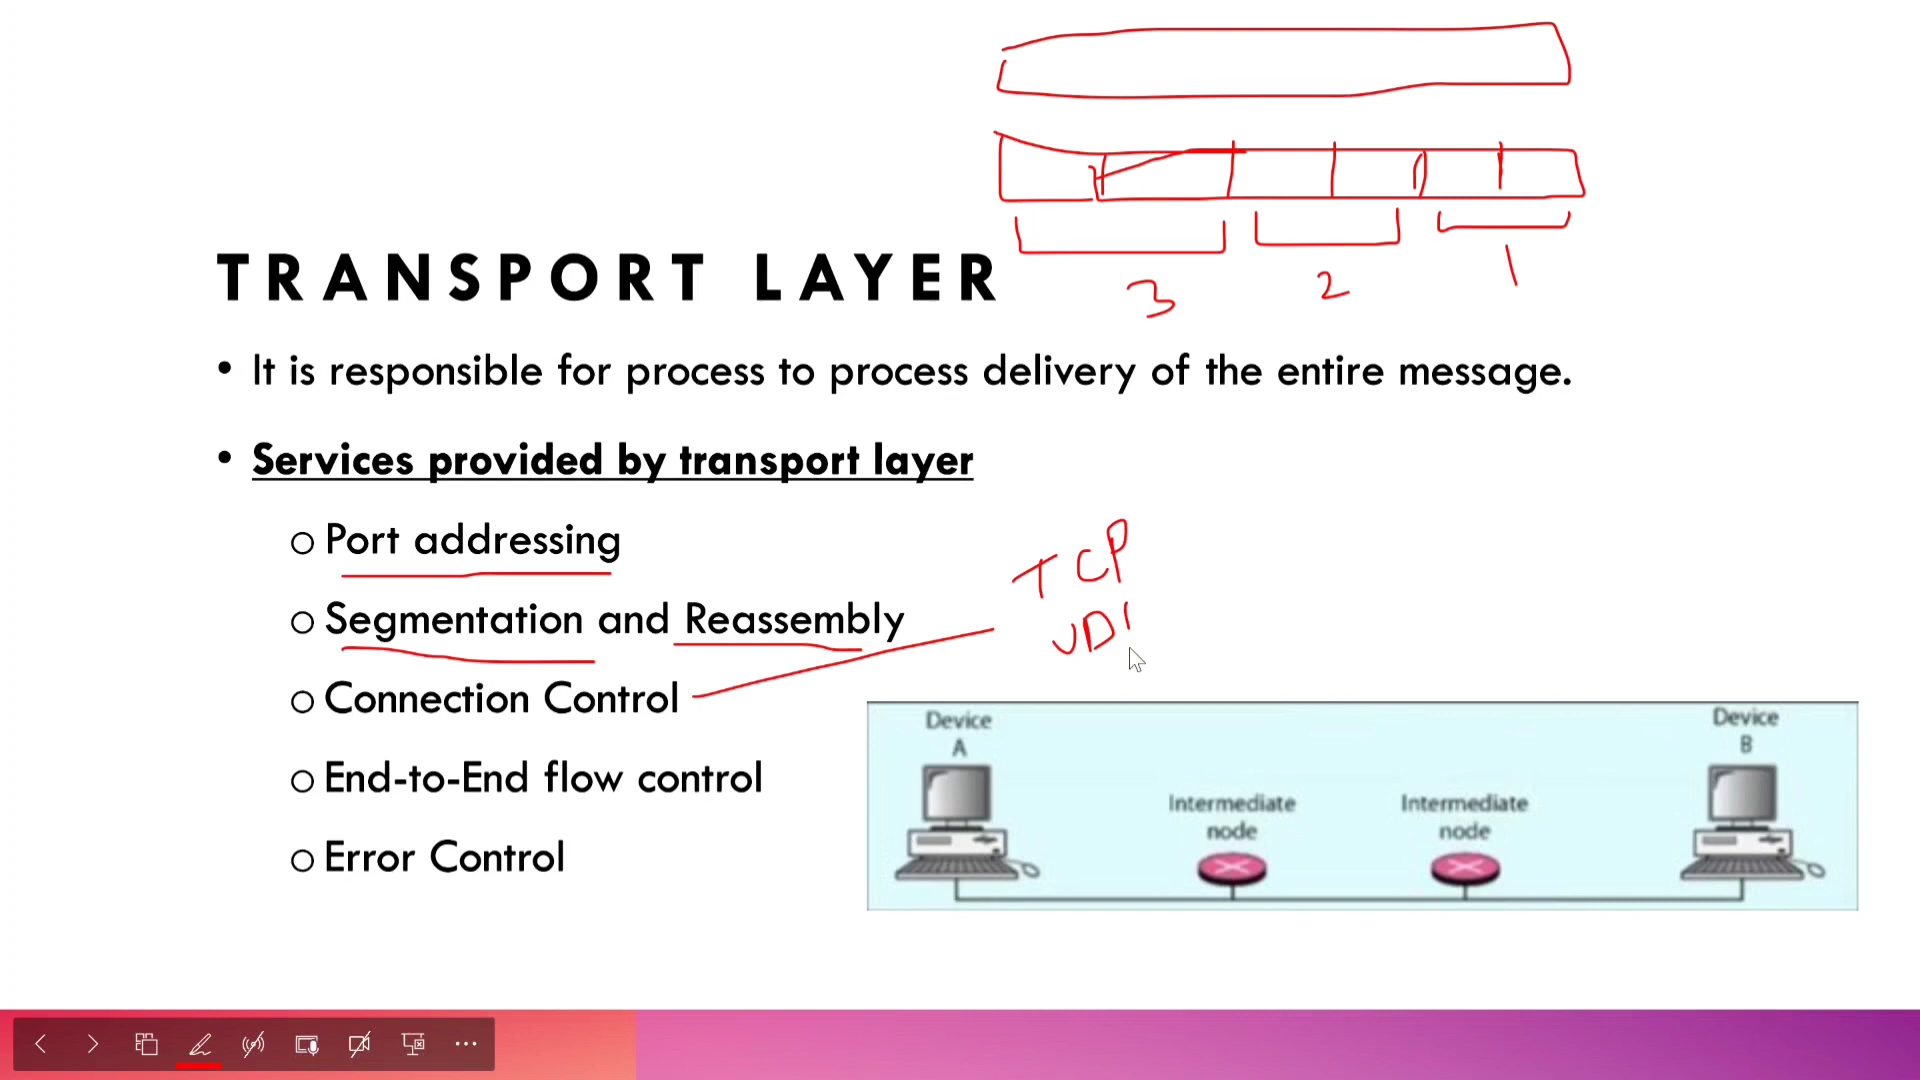 3 2 1
TRANSPORT LAYER
• It is responsible for process to process delivery of the entire message.
• Services provided by transport layer
o Port addressing
o Segmentation and Reassembly
o Connection Control
o End-to-End flow control
o Error Control
TCP
UD
Device
A
Intermediate
node
Intermediate
node
Device
B